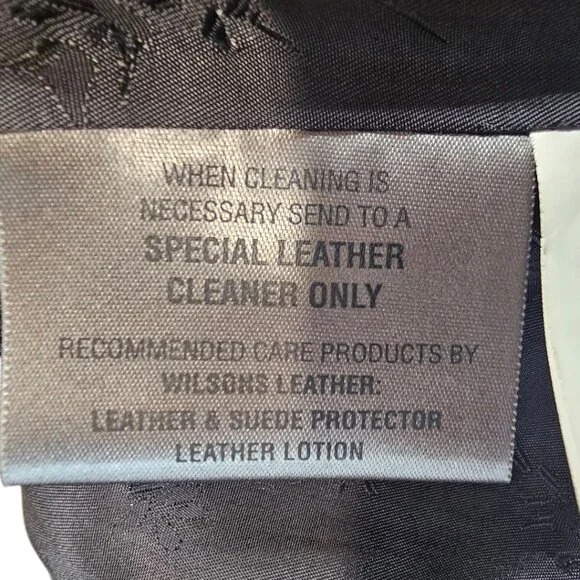 WHEN CLEANING IS
NECESSARY SEND TO A
SPECIAL LEATHER
CLEANER ONLY
RECOMMENDED CARE PRODUCTS BY
WILSONS LEATHER:
LEATHER & SUEDE PROTECTOR
LEATHER LOTION